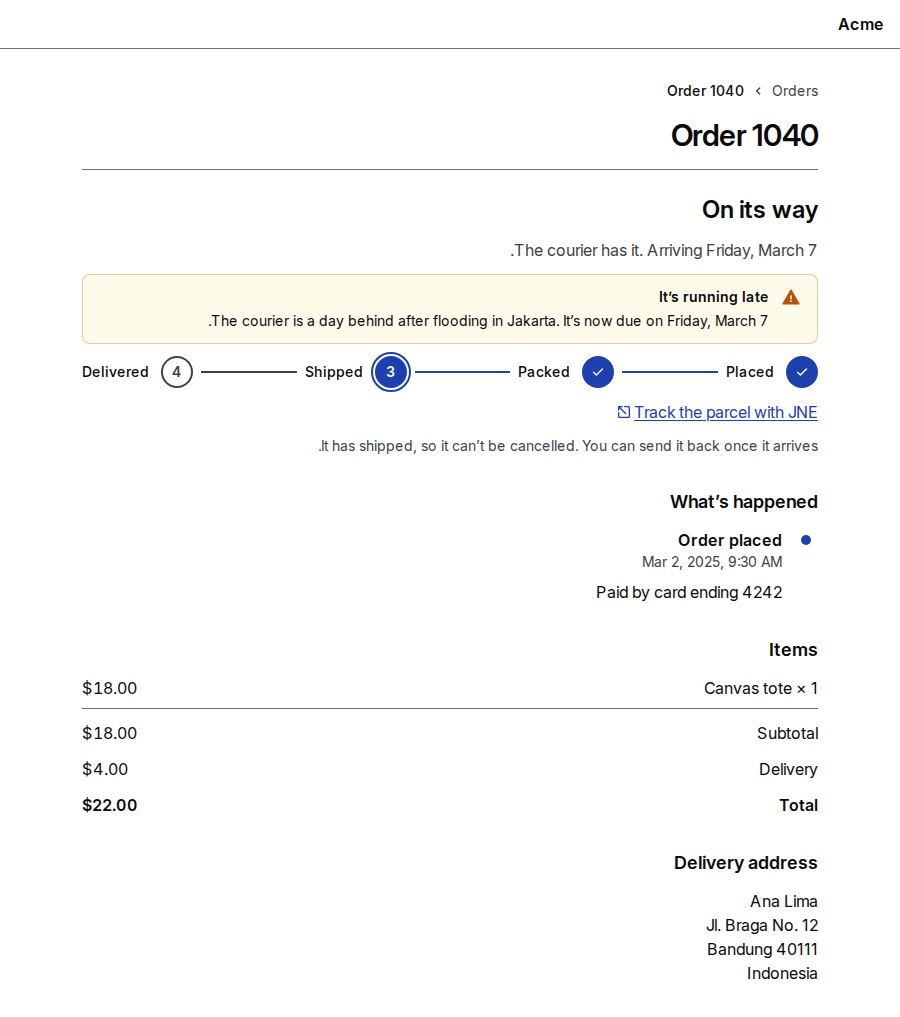 Acme
Orders › Order 1040
Order 1040
On its way
The courier has it. Arriving Friday, March 7.
It's running late
The courier is a day behind after flooding in Jakarta. It’s now due on Friday, March 7.
Placed Packed 3 Shipped 4 Delivered
Track the parcel with JNE
It has shipped, so it can’t be cancelled. You can send it back once it arrives.
What’s happened
Order placed
Mar 2, 2025, 9:30 AM
Paid by card ending 4242
Items
Canvas tote × 1 $18.00
Subtotal $18.00
Delivery $4.00
Total $22.00
Delivery address
Ana Lima
Jl. Braga No. 12
Bandung 40111
Indonesia